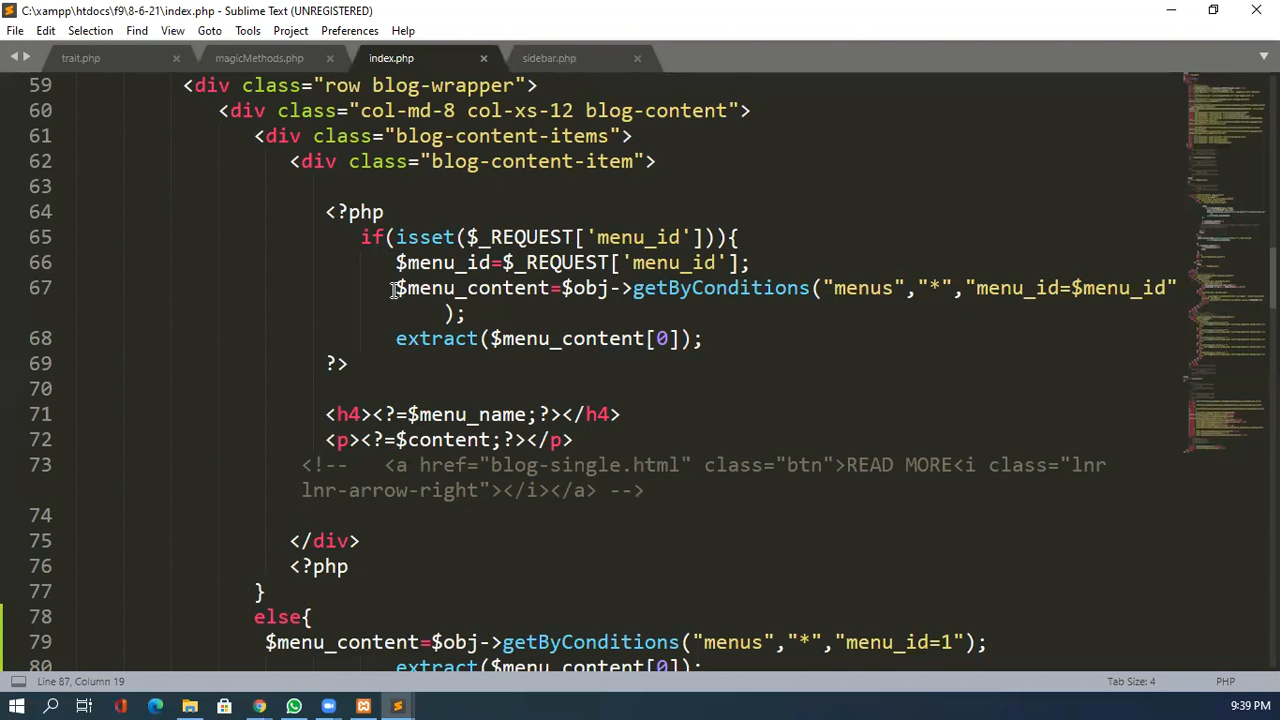 C:\xampp\htdocs\f9\8-6-21\index.php - Sublime Text (UNREGISTERED)
File Edit Selection Find View Goto Tools Project Preferences Help
trait.php magicMethods.php index.php sidebar.php
59 <div class="row blog-wrapper">
60 <div class="col-md-8 col-xs-12 blog-content">
61 <div class="blog-content-items">
62 <div class="blog-content-item">
63
64 <?php
65 if(isset($_REQUEST['menu_id'])){
66 $menu_id=$_REQUEST['menu_id'];
67 $menu_content=$obj->getByConditions("menus","*","menu_id=$menu_id"
);
68 extract($menu_content[0]);
69 ?>
70
71 <h4><?=$menu_name;?></h4>
72 <p><?=$content;?></p>
73 <!-- <a href="blog-single.html" class="btn">READ MORE<i class="lnr
lnr-arrow-right"></i></a> -->
74
75 </div>
76 <?php
77 }
78 else{
79 $menu_content=$obj->getByConditions("menus","*","menu_id=1");
80 extract($menu_content[0]);
Line 87, Column 19 Tab Size: 4 PHP
9:39 PM